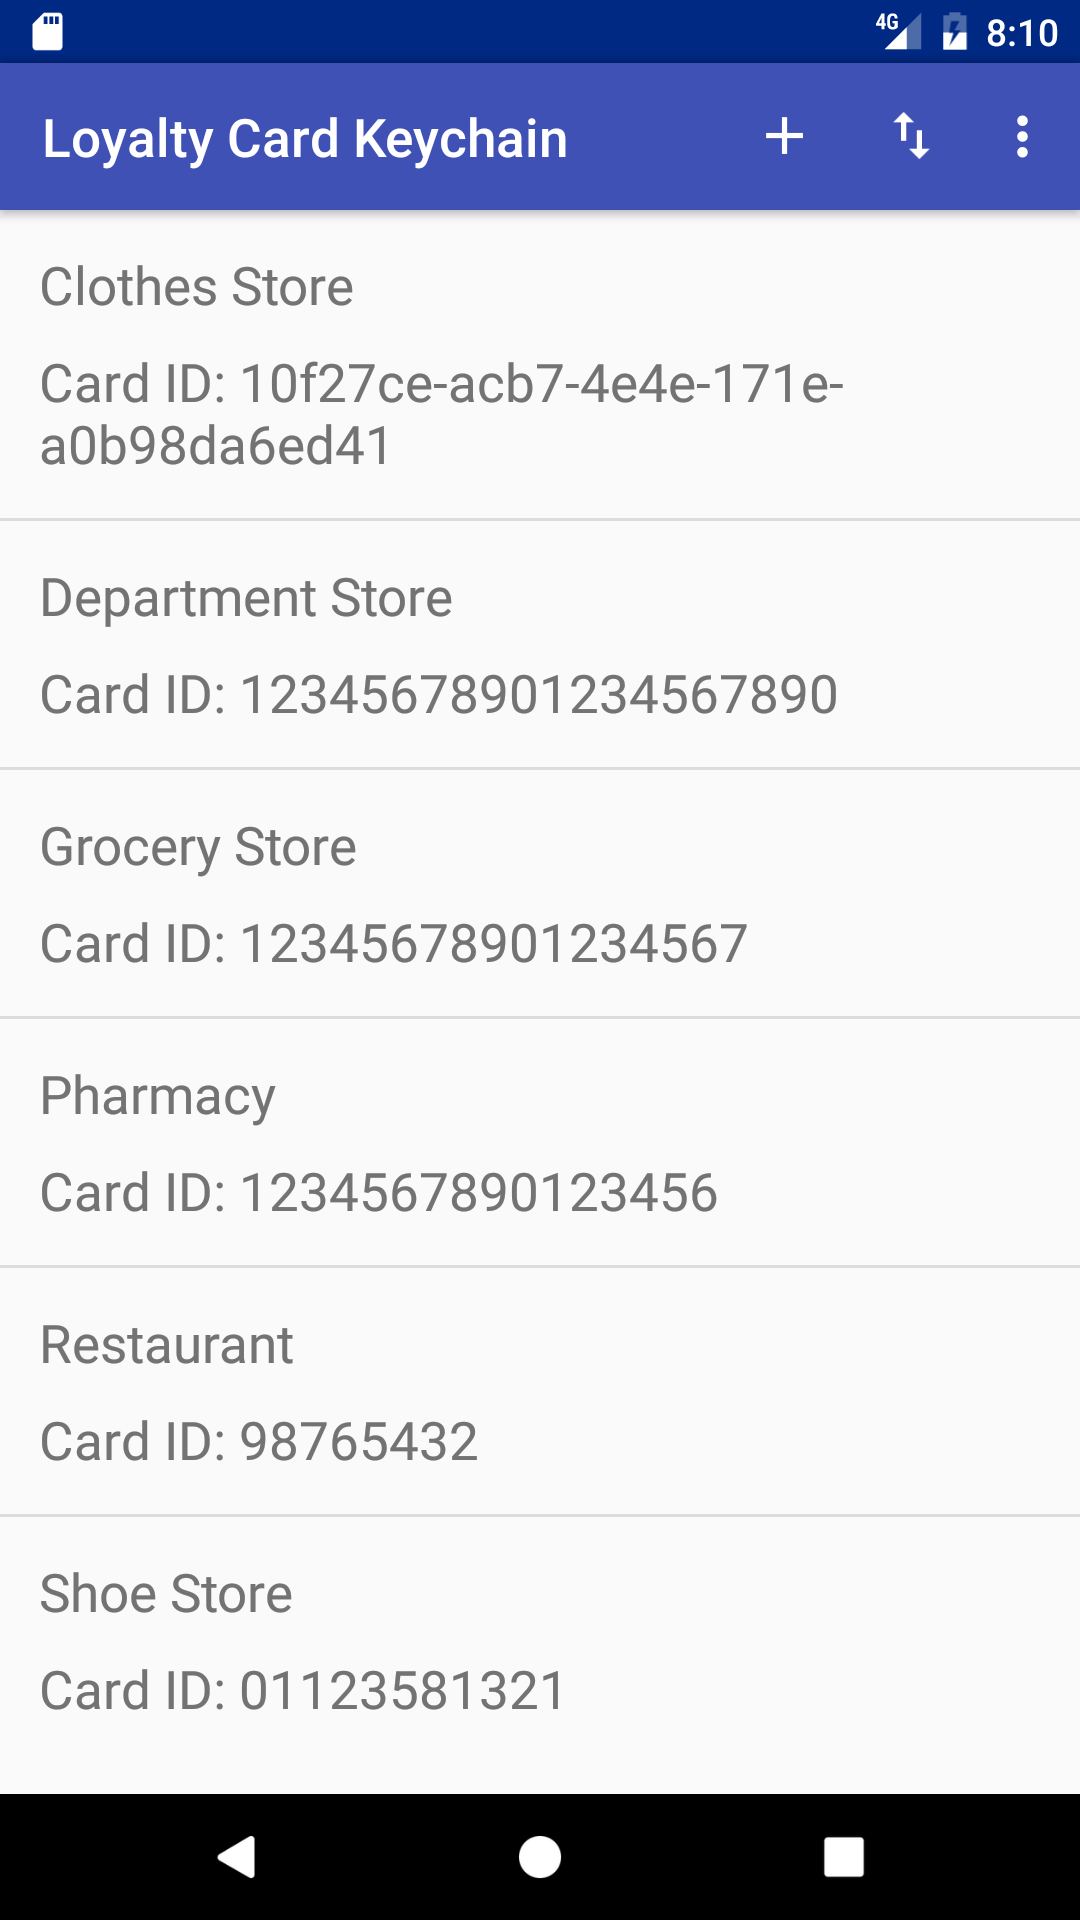 4G 8:10
Loyalty Card Keychain
Clothes Store
Card ID: 10f27ce-acb7-4e4e-171e-
a0b98da6ed41
Department Store
Card ID: 12345678901234567890
Grocery Store
Card ID: 12345678901234567
Pharmacy
Card ID: 1234567890123456
Restaurant
Card ID: 98765432
Shoe Store
Card ID: 01123581321